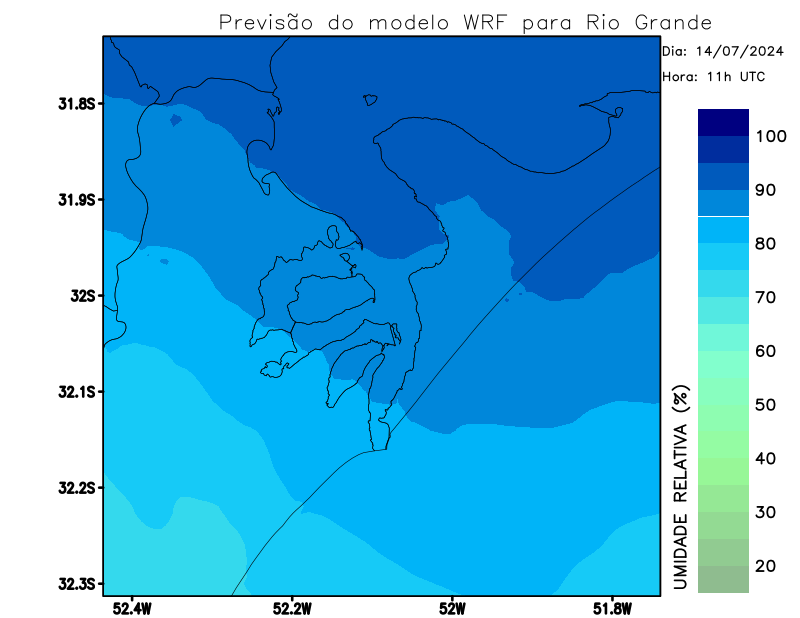 Previsão do modelo WRF para Rio Grande
Dia: 14/07/2024
Hora: 11h UTC
31.8S
31.9S
32S
32.1S
32.2S
32.3S
52.4W
52.2W
52W
51.8W
100
90
80
70
60
50
40
30
20
UMIDADE RELATIVA (%)